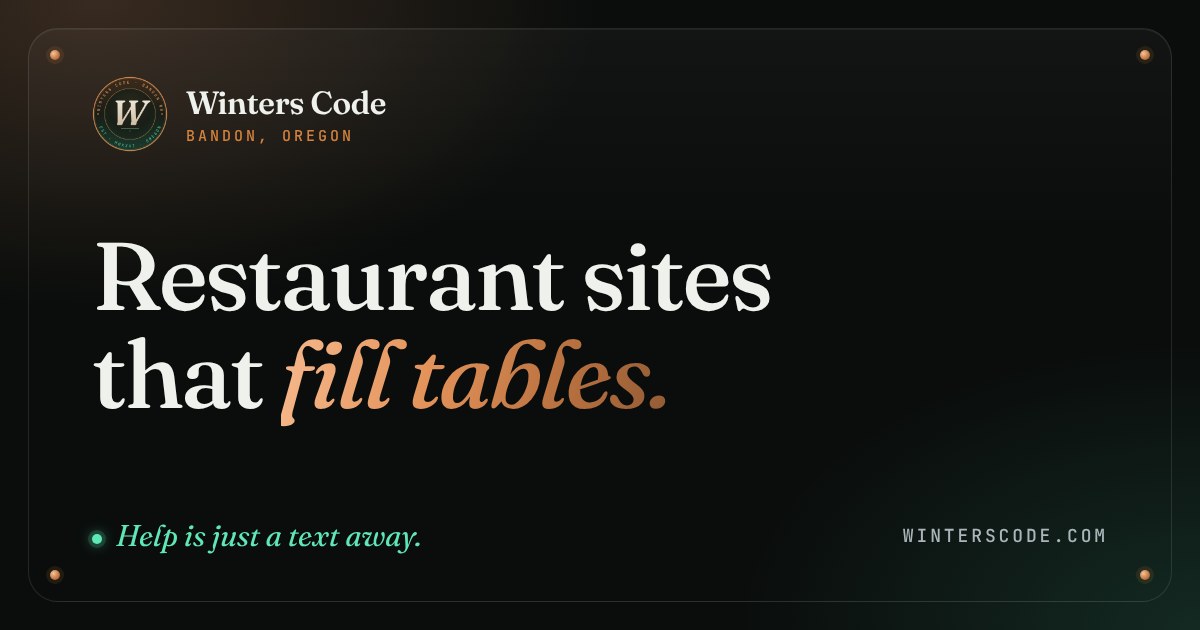 W
Winters Code
BANDON, OREGON
Restaurant sites
that fill tables.
Help is just a text away.
WINTERSCODE.COM